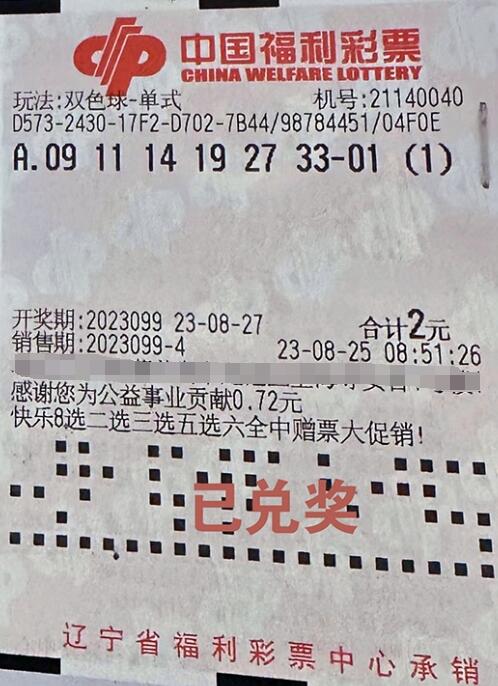 中国福利彩票
CHINA WELFARE LOTTERY
玩法:双色球-单式 机号:21140040
D573-2430-17F2-D702-7B44/98784451/04F0E
A.09 11 14 19 27 33-01 (1)
开奖期:2023099 23-08-27 合计2元
销售期:2023099-4 23-08-25 08:51:26
感谢您为公益事业贡献0.72元
快乐8选二选三选五选六全中赠票大促销!
已兑奖
辽宁省福利彩票中心承销